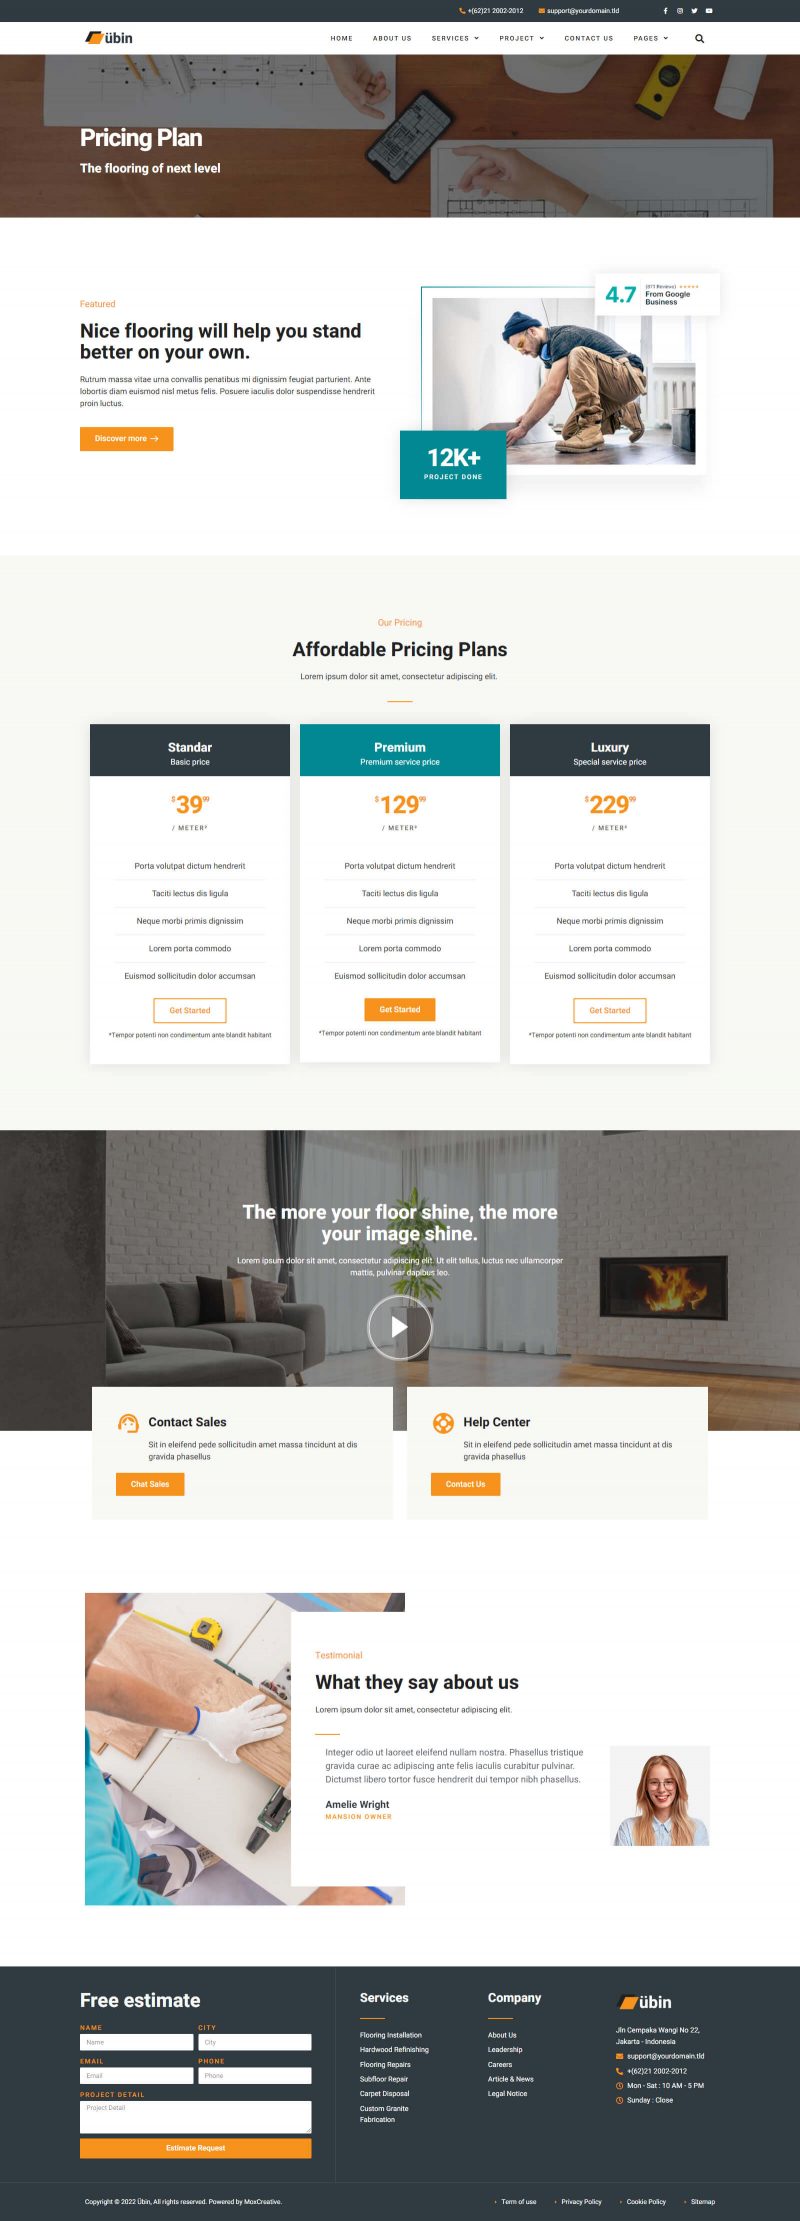 +(62)21 2002-2012 support@yourdomain.tld
übin
HOME ABOUT US SERVICES PROJECT CONTACT US PAGES
Pricing Plan
The flooring of next level
Featured
Nice flooring will help you stand
better on your own.
Rutrum massa vitae urna convallis penatibus mi dignissim feugiat parturient. Ante
lobortis diam euismod nisl metus felis. Posuere iaculis dolor suspendisse hendrerit
proin luctus.
Discover more
4.7
(871 Reviews)
From Google
Business
12K+
PROJECT DONE
Our Pricing
Affordable Pricing Plans
Lorem ipsum dolor sit amet, consectetur adipiscing elit.
Standar
Basic price
$39.99
/ METER²
Porta volutpat dictum hendrerit
Taciti lectus dis ligula
Neque morbi primis dignissim
Lorem porta commodo
Euismod sollicitudin dolor accumsan
Get Started
*Tempor potenti non condimentum ante blandit habitant
Premium
Premium service price
$129.99
/ METER²
Porta volutpat dictum hendrerit
Taciti lectus dis ligula
Neque morbi primis dignissim
Lorem porta commodo
Euismod sollicitudin dolor accumsan
Get Started
*Tempor potenti non condimentum ante blandit habitant
Luxury
Special service price
$229.99
/ METER²
Porta volutpat dictum hendrerit
Taciti lectus dis ligula
Neque morbi primis dignissim
Lorem porta commodo
Euismod sollicitudin dolor accumsan
Get Started
*Tempor potenti non condimentum ante blandit habitant
The more your floor shine, the more
your image shine.
Lorem ipsum dolor sit amet, consectetur adipiscing elit. Ut elit tellus, luctus nec ullamcorper
mattis, pulvinar dapibus leo.
Contact Sales
Sit in eleifend pede sollicitudin amet massa tincidunt at dis
gravida phasellus
Chat Sales
Help Center
Sit in eleifend pede sollicitudin amet massa tincidunt at dis
gravida phasellus
Contact Us
Testimonial
What they say about us
Lorem ipsum dolor sit amet, consectetur adipiscing elit.
Integer odio ut laoreet eleifend nullam nostra. Phasellus tristique
gravida curae ac adipiscing ante felis iaculis curabitur pulvinar.
Dictumst libero tortor fusce hendrerit dui tempor nibh phasellus.
Amelie Wright
MANSION OWNER
Free estimate
NAME CITY
Name City
EMAIL PHONE
Email Phone
PROJECT DETAIL
Project Detail
Estimate Request
Services
Flooring Installation
Hardwood Refinishing
Flooring Repairs
Subfloor Repair
Carpet Disposal
Custom Granite
Fabrication
Company
About Us
Leadership
Careers
Article & News
Legal Notice
übin
Jln Cempaka Wangi No 22,
Jakarta - Indonesia
support@yourdomain.tld
+(62)21 2002-2012
Mon - Sat : 10 AM - 5 PM
Sunday : Close
Copyright © 2022 Übin, All rights reserved. Powered by MoxCreative.
Term of use Privacy Policy Cookie Policy Sitemap